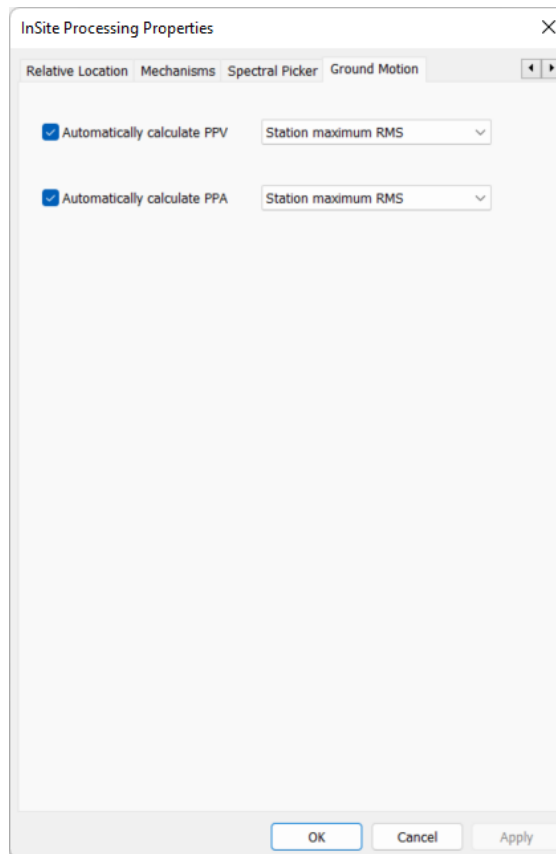 InSite Processing Properties
Relative Location Mechanisms Spectral Picker Ground Motion
Automatically calculate PPV Station maximum RMS
Automatically calculate PPA Station maximum RMS
OK Cancel Apply